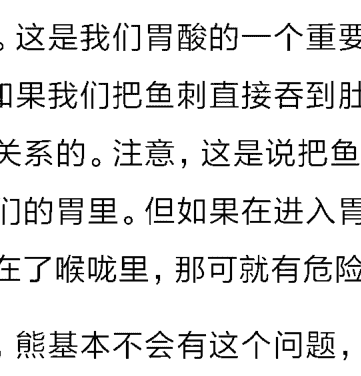 。这是我们胃酸的一个重要
如果我们把鱼刺直接吞到肚
关系的。注意，这是说把鱼
们的胃里。但如果在进入胃
在了喉咙里，那可就有危险
，熊基本不会有这个问题，